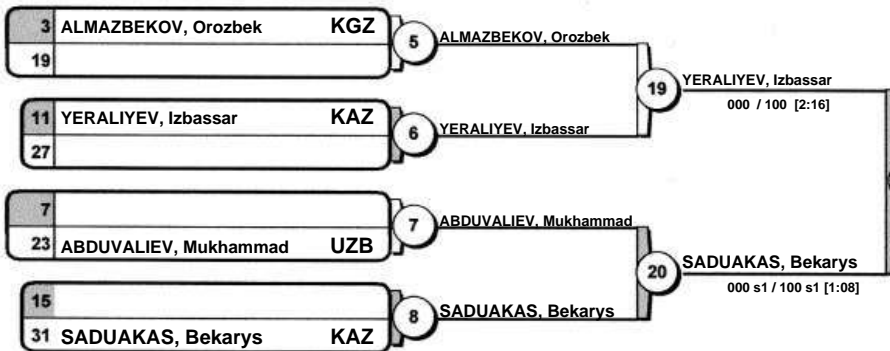 3 ALMAZBEKOV, Orozbek KGZ
19
5 ALMAZBEKOV, Orozbek
11 YERALIYEV, Izbassar KAZ
27
6 YERALIYEV, Izbassar
19 YERALIYEV, Izbassar
000 / 100 [2:16]
7
23 ABDUVALIEV, Mukhammad UZB
7 ABDUVALIEV, Mukhammad
15
31 SADUAKAS, Bekarys KAZ
8 SADUAKAS, Bekarys
20 SADUAKAS, Bekarys
000 s1 / 100 s1 [1:08]